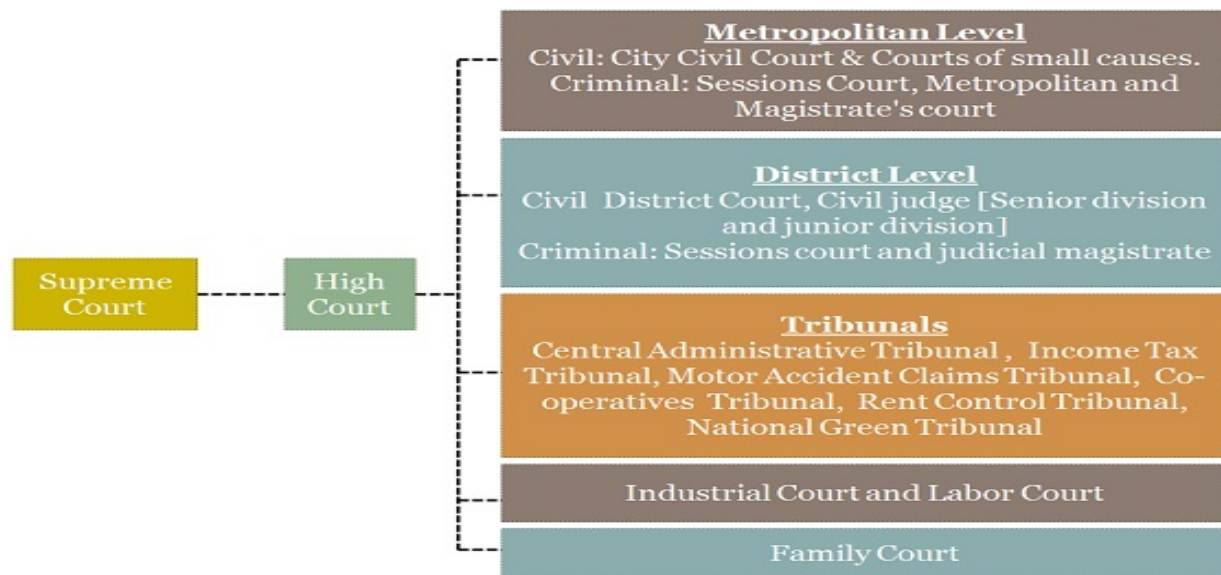 Supreme
Court
High
Court
Metropolitan Level
Civil: City Civil Court & Courts of small causes.
Criminal: Sessions Court, Metropolitan and
Magistrate's court
District Level
Civil District Court, Civil judge [Senior division
and junior division]
Criminal: Sessions court and judicial magistrate
Tribunals
Central Administrative Tribunal , Income Tax
Tribunal, Motor Accident Claims Tribunal, Co-
operatives Tribunal, Rent Control Tribunal,
National Green Tribunal
Industrial Court and Labor Court
Family Court